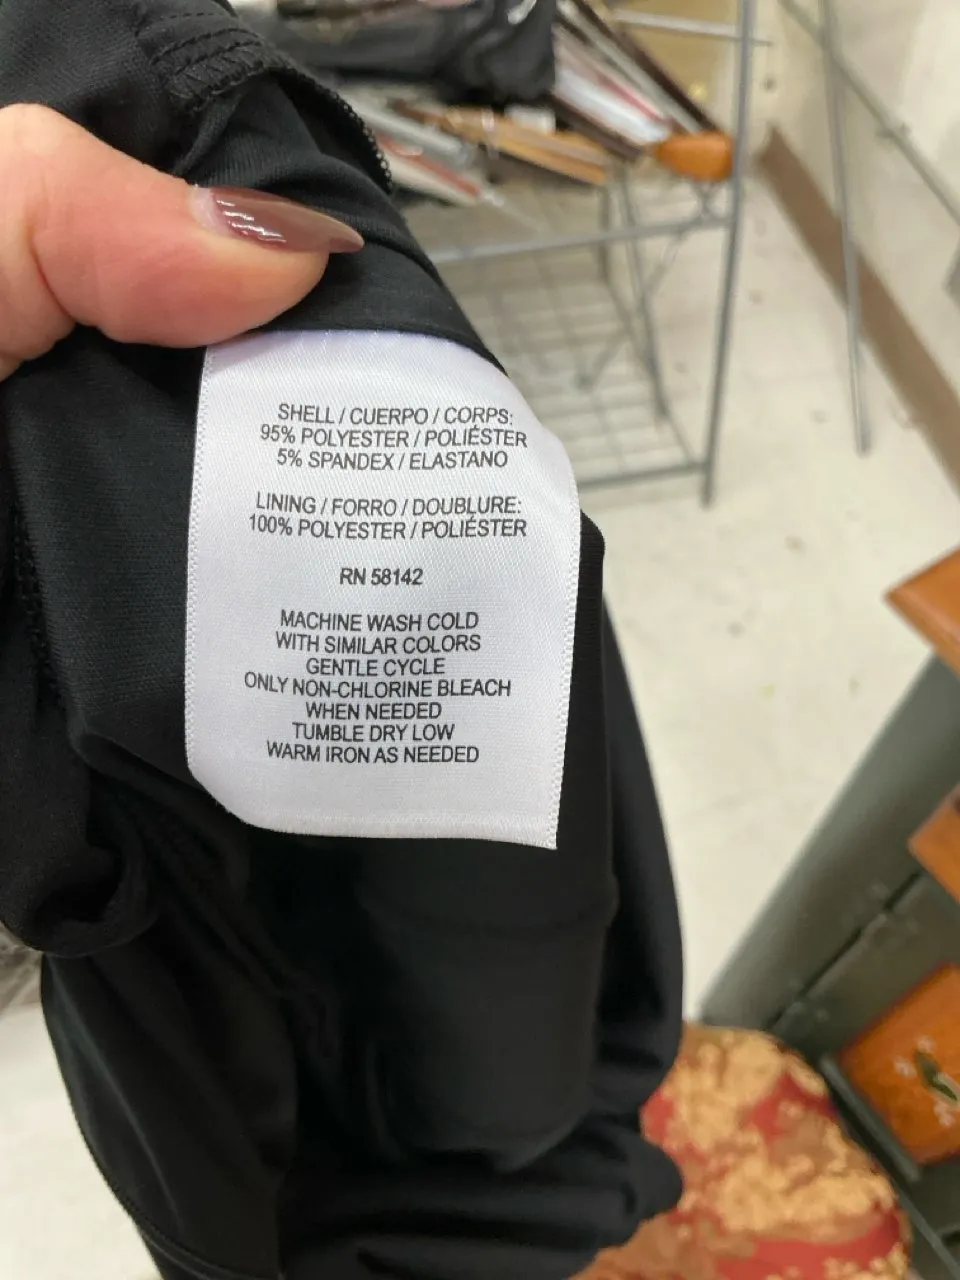 SHELL / CUERPO / CORPS:
95% POLYESTER / POLIÉSTER
5% SPANDEX / ELASTANO
LINING / FORRO / DOUBLURE:
100% POLYESTER / POLIÉSTER
RN 58142
MACHINE WASH COLD
WITH SIMILAR COLORS
GENTLE CYCLE
ONLY NON-CHLORINE BLEACH
WHEN NEEDED
TUMBLE DRY LOW
WARM IRON AS NEEDED